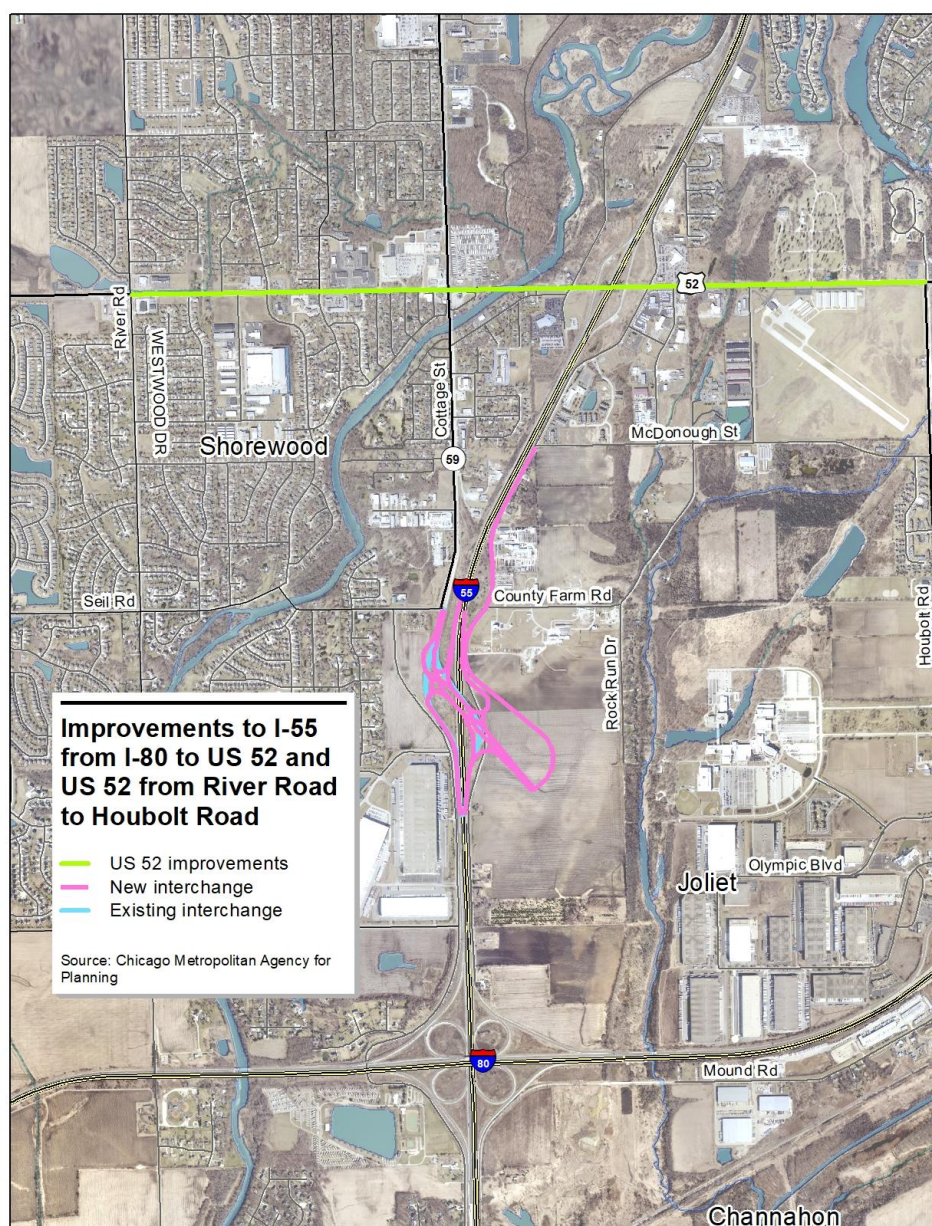 52
River Rd
WESTWOOD DR
Cottage St
McDonough St
Shorewood
59
55
County Farm Rd
Seil Rd
Rock Run Dr
Houbolt Rd
Improvements to I-55
from I-80 to US 52 and
US 52 from River Road
to Houbolt Road
US 52 improvements
New interchange
Existing interchange
Source: Chicago Metropolitan Agency for
Planning
Olympic Blvd
Joliet
80
Mound Rd
Channahon